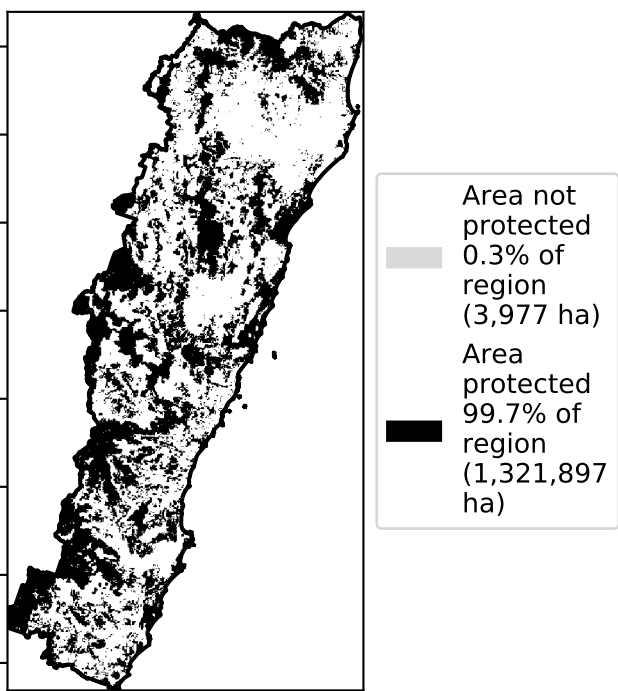 Area not
protected
0.3% of
region
(3,977 ha)
Area
protected
99.7% of
region
(1,321,897
ha)